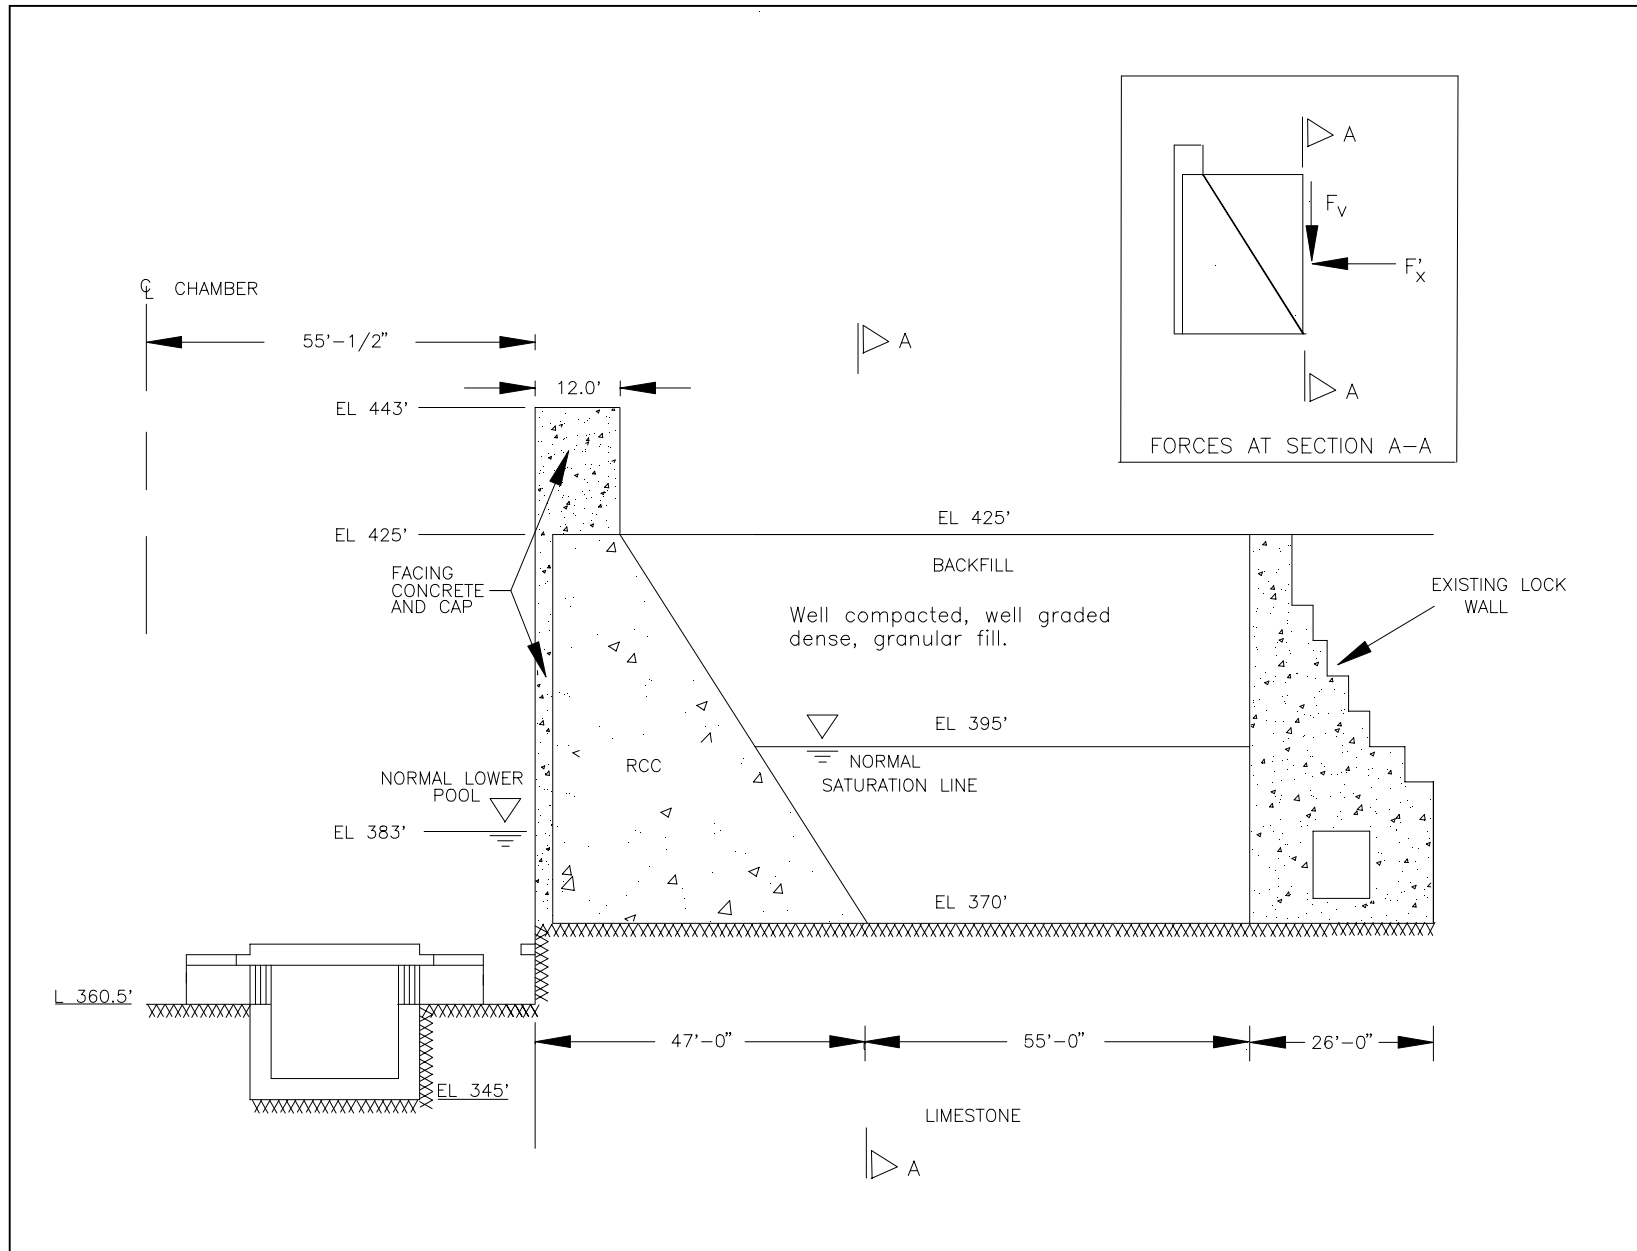 A
F_V
F'_X
A
FORCES AT SECTION A–A
℄ CHAMBER
55'-1/2"
A
12.0'
EL 443'
EL 425'
EL 425'
BACKFILL
FACING
CONCRETE
AND CAP
EXISTING LOCK
WALL
Well compacted, well graded
dense, granular fill.
EL 395'
RCC
NORMAL
SATURATION LINE
NORMAL LOWER
POOL
EL 383'
EL 370'
L 360.5'
47'-0"
55'-0"
26'-0"
EL 345'
LIMESTONE
A